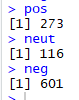 > pos
[1] 273
> neut
[1] 116
> neg
[1] 601
>